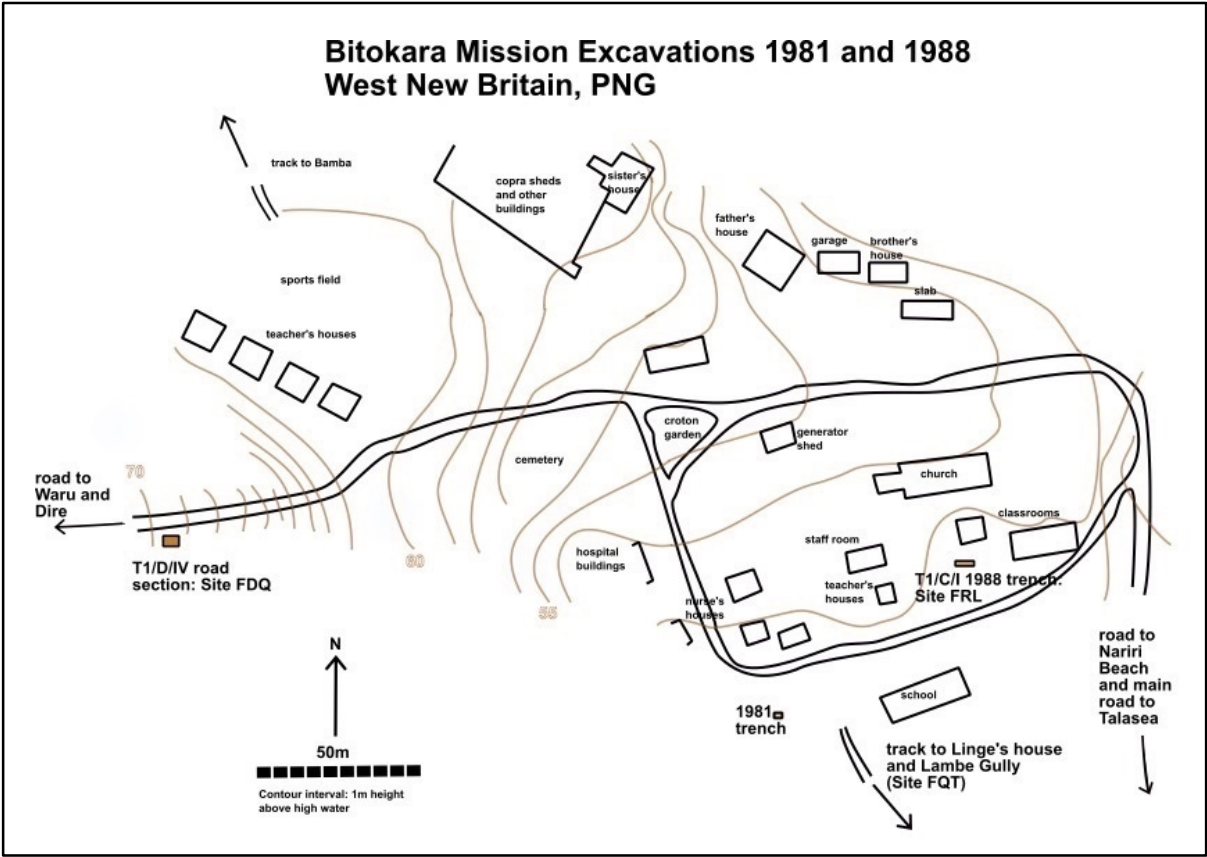 Bitokara Mission Excavations 1981 and 1988
West New Britain, PNG
track to Bamba
copra sheds
and other
buildings
sister's
house
father's
house
garage
brother's
house
slab
sports field
teacher's houses
croton
garden
generator
shed
cemetery
church
70
road to
Waru and
Dire
classrooms
staff room
hospital
buildings
60
T1/D/IV road
section: Site FDQ
T1/C/I 1988 trench:
Site FRL
teacher's
houses
nurse's
houses
55
N
50m
Contour interval: 1m height
above high water
road to
Nariri
Beach
and main
road to
Talasea
school
1981
trench
track to Linge's house
and Lambe Gully
(Site FQT)